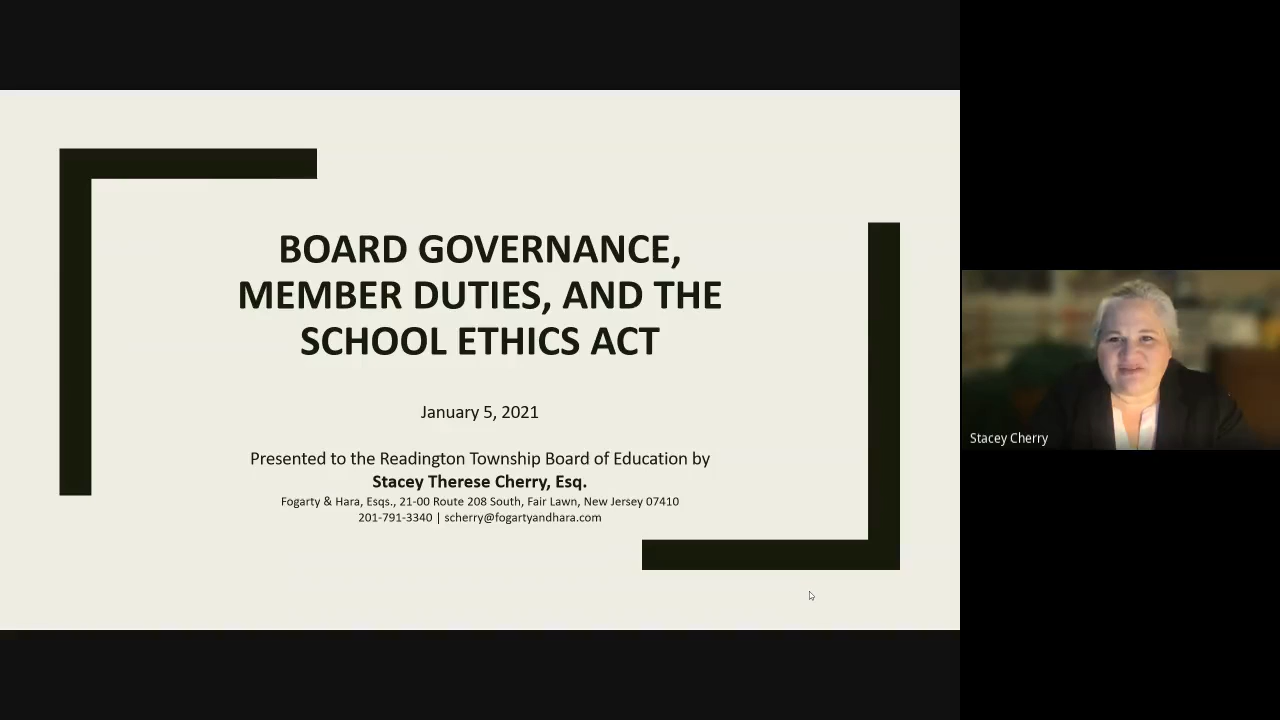 BOARD GOVERNANCE,
MEMBER DUTIES, AND THE
SCHOOL ETHICS ACT
January 5, 2021
Presented to the Readington Township Board of Education by
Stacey Therese Cherry, Esq.
Fogarty & Hara, Esqs., 21-00 Route 208 South, Fair Lawn, New Jersey 07410
201-791-3340 | scherry@fogartyandhara.com
Stacey Cherry